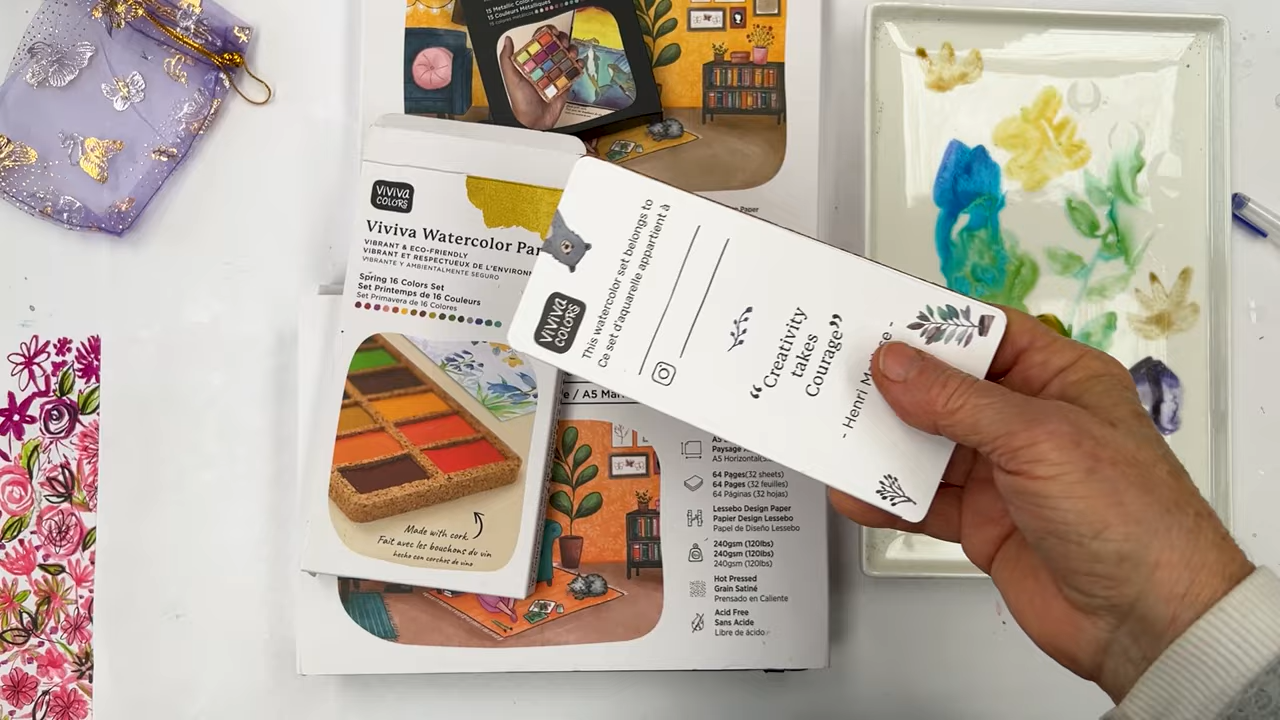 15 Metallic Color
15 Couleurs Métalliques
ViViVA
COLORS
Viviva Watercolor
VIBRANT & ECO-FRIENDLY
VIBRANT ET RESPECTUEUX DE L'ENVIRONN
VIBRANTE Y AMBIENTALMENTE SEGURO
Spring 16 Colors Set
Set Printemps de 16 Couleurs
Set Primavera de 16 Colores
Made with cork
Fait avec les bouchons du vin
hecho con corchos de vino
ViViVA
COLORS
This watercolor set belongs to
Ce set d'aquarelle appartient à
“Creativity
takes
Courage”
- Henri
Paper
/ A5
A5
Paysage
A5 Horizontal
64 Pages(32 sheets)
64 Pages (32 feuilles)
64 Páginas (32 hojas)
Lessebo Design Paper
Papier Design Lessebo
Papel de Diseño Lessebo
240gsm (120lbs)
240gsm (120lbs)
240gsm (120lbs)
Hot Pressed
Grain Satiné
Prensado en Caliente
Acid Free
Sans Acide
Libre de ácido